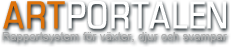 ARTPORTALEN
Rapportsystem för växter, djur och svampar